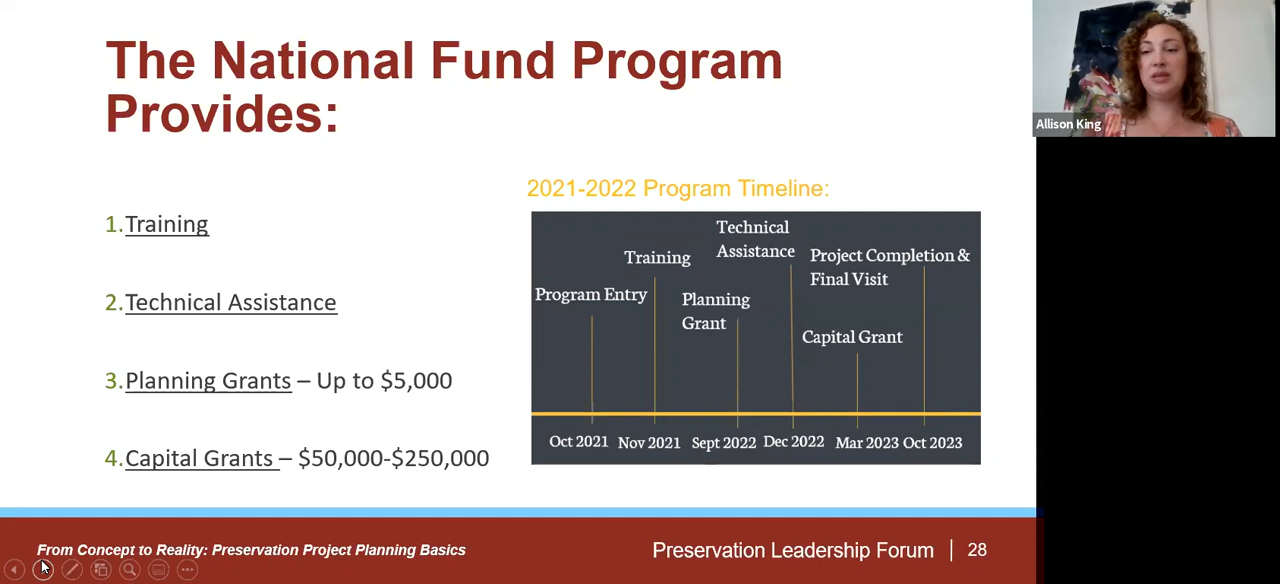 The National Fund Program
Provides:
Allison King
1. Training
2. Technical Assistance
3. Planning Grants – Up to $5,000
4. Capital Grants – $50,000-$250,000
2021-2022 Program Timeline:
Program Entry
Training
Planning
Grant
Technical
Assistance
Capital Grant
Project Completion &
Final Visit
Oct 2021 Nov 2021 Sept 2022 Dec 2022 Mar 2023 Oct 2023
From Concept to Reality: Preservation Project Planning Basics
Preservation Leadership Forum | 28